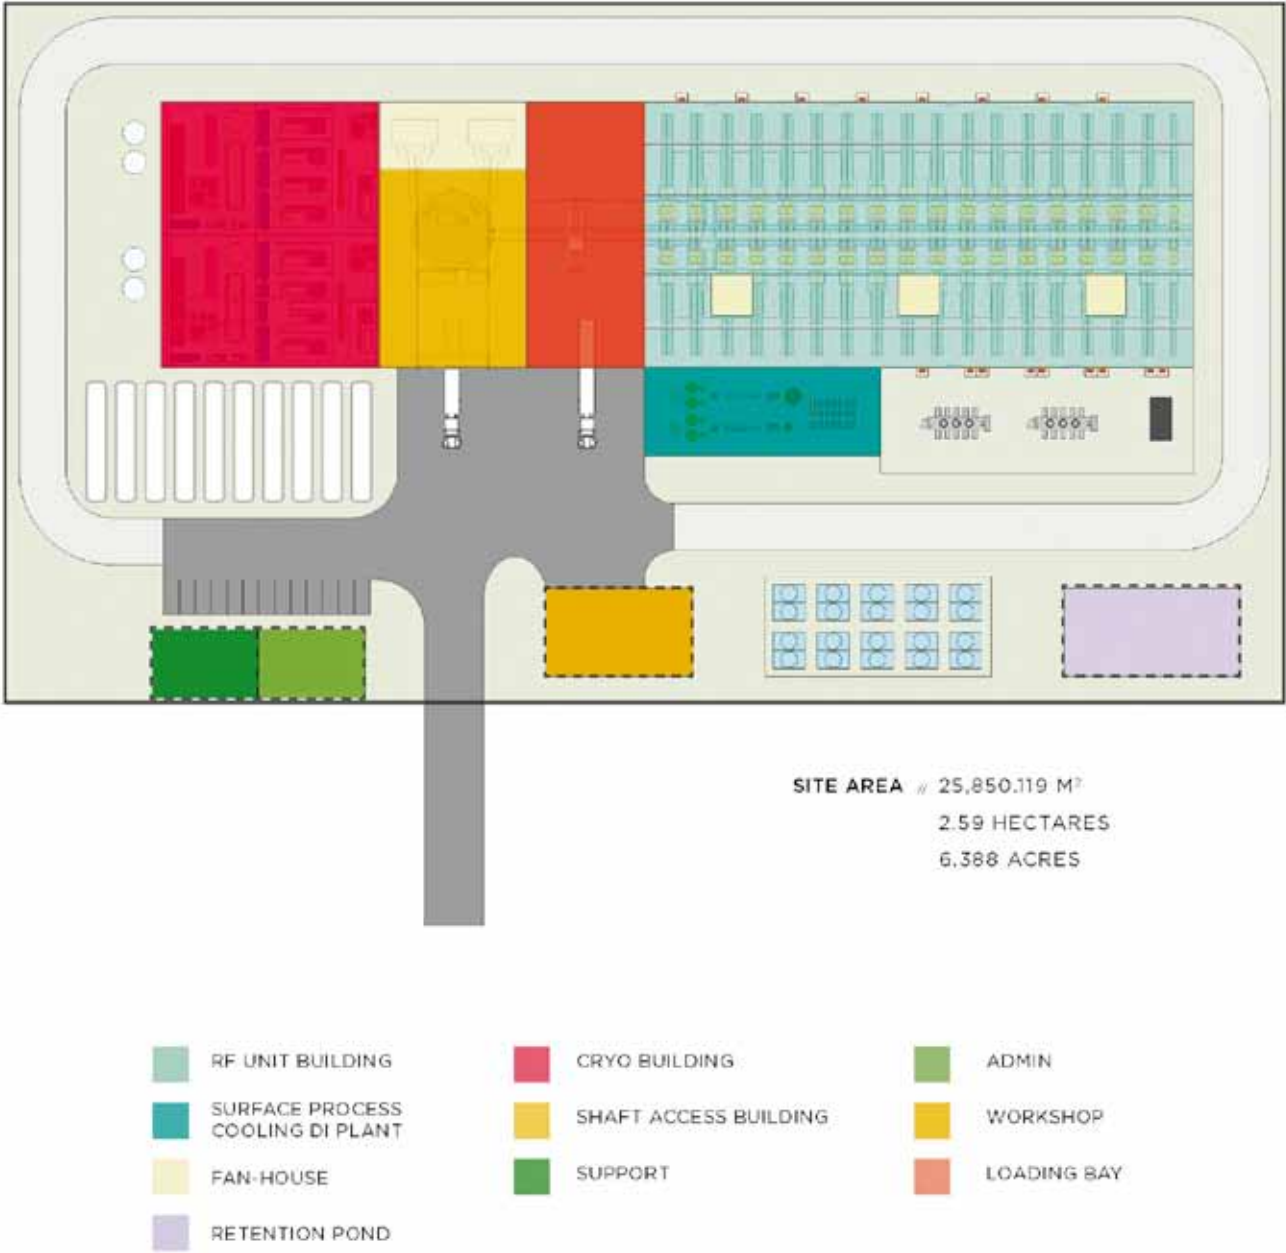 SITE AREA // 25,850.119 M²
2.59 HECTARES
6.388 ACRES
RF UNIT BUILDING
SURFACE PROCESS
COOLING DI PLANT
FAN-HOUSE
RETENTION POND
CRYO BUILDING
SHAFT ACCESS BUILDING
SUPPORT
ADMIN
WORKSHOP
LOADING BAY